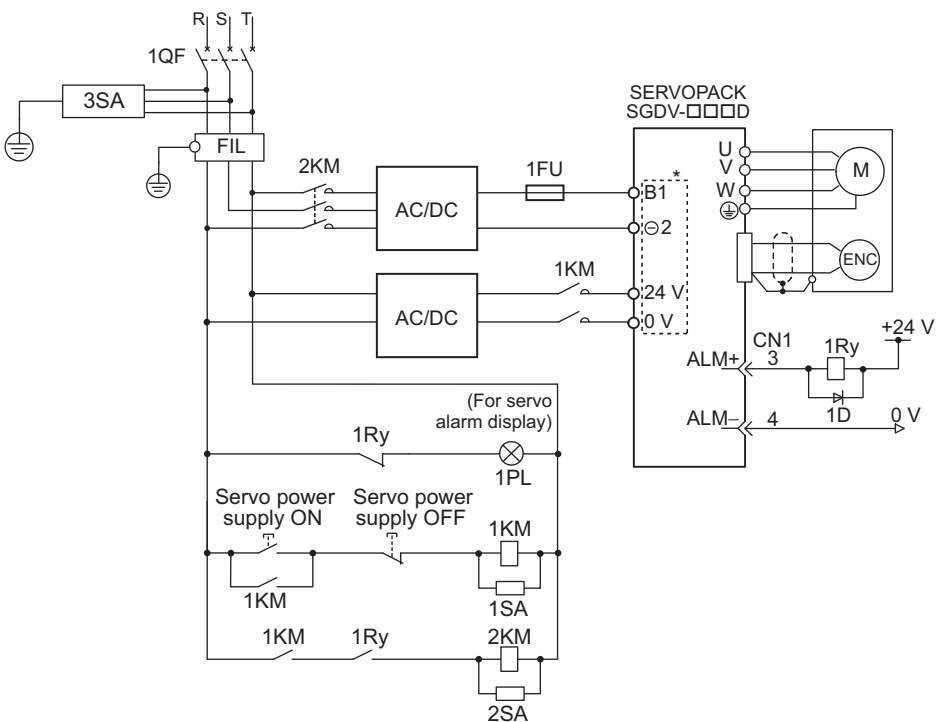 R S T
1QF
3SA
FIL
2KM
AC/DC
1FU
SERVOPACK
SGDV-□□□D
*
B1
⊖2
U
V
W
M
ENC
AC/DC
1KM
24 V
0 V
CN1
ALM+ 3
1Ry
+24 V
1D
ALM− 4
0 V
(For servo
alarm display)
1Ry
1PL
Servo power
supply ON
Servo power
supply OFF
1KM
1KM
1SA
1KM
1Ry
2KM
2SA